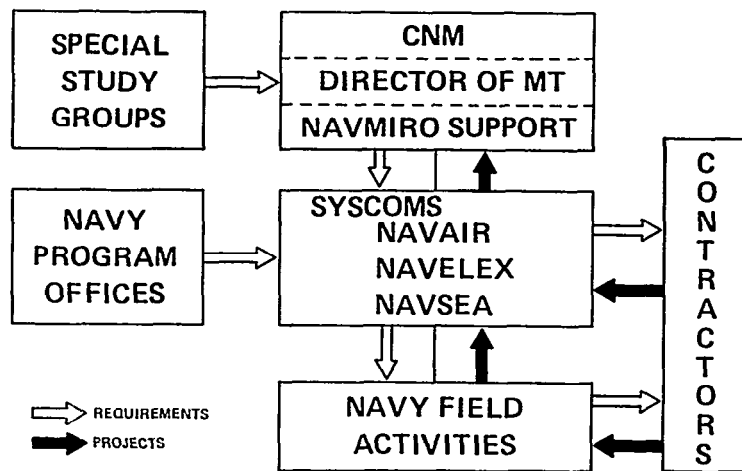 SPECIAL
STUDY
GROUPS
CNM
DIRECTOR OF MT
NAVMIRO SUPPORT
NAVY
PROGRAM
OFFICES
SYSCOMS
NAVAIR
NAVELEX
NAVSEA
CONTRACTORS
NAVY FIELD
ACTIVITIES
REQUIREMENTS
PROJECTS